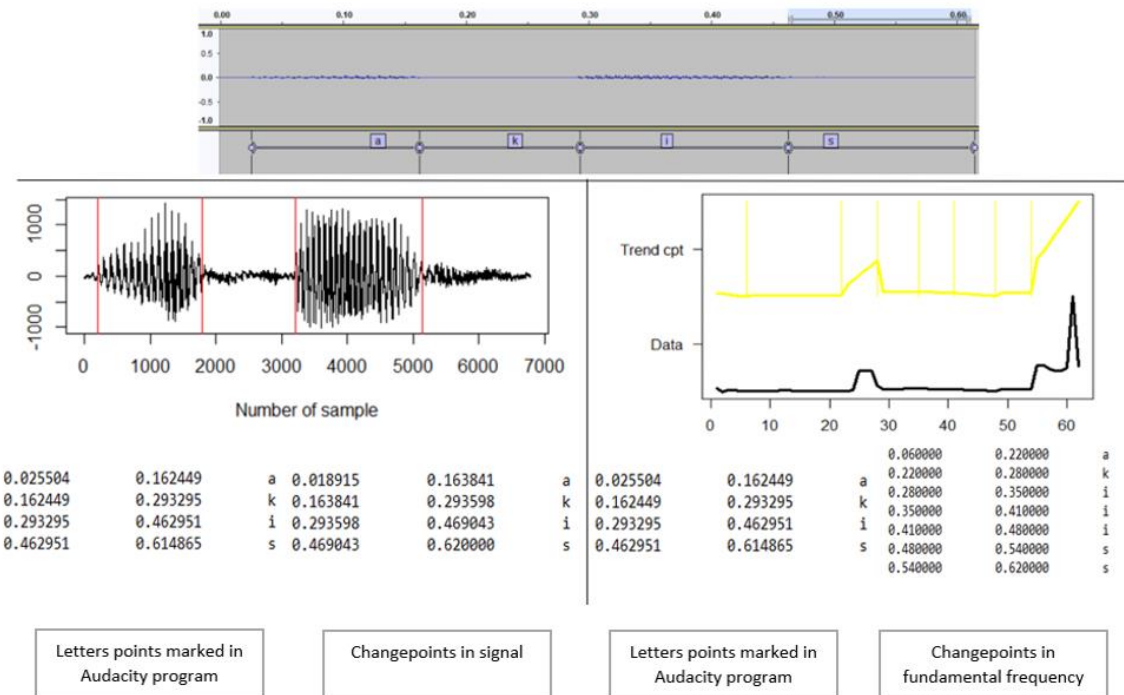 0.00 0.10 0.20 0.30 0.40 0.50 0.60
1.0
0.5
0.0
-0.5
-1.0
a k i s
1000
0
-1000
0 1000 2000 3000 4000 5000 6000 7000
Number of sample
Trend cpt
Data
0 10 20 30 40 50 60
0.025504 0.162449 a
0.162449 0.293295 k
0.293295 0.462951 i
0.462951 0.614865 s
0.018915 0.163841 a
0.163841 0.293598 k
0.293598 0.469043 i
0.469043 0.620000 s
0.025504 0.162449 a
0.162449 0.293295 k
0.293295 0.462951 i
0.462951 0.614865 s
0.060000 0.220000 a
0.220000 0.280000 k
0.280000 0.350000 i
0.350000 0.410000 i
0.410000 0.480000 i
0.480000 0.540000 s
0.540000 0.620000 s
Letters points marked in
Audacity program
Changepoints in signal
Letters points marked in
Audacity program
Changepoints in
fundamental frequency